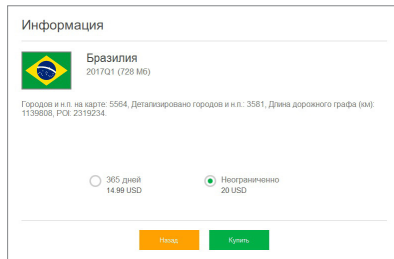 Информация
Бразилия
2017Q1 (728 Мб)
Городов и н.п. на карте: 5564, Детализировано городов и н.п.: 3581, Длина дорожного графа (км):
1139808, POI: 2319234.
365 дней
Неограниченно
14.99 USD
20 USD
Назад
Купить